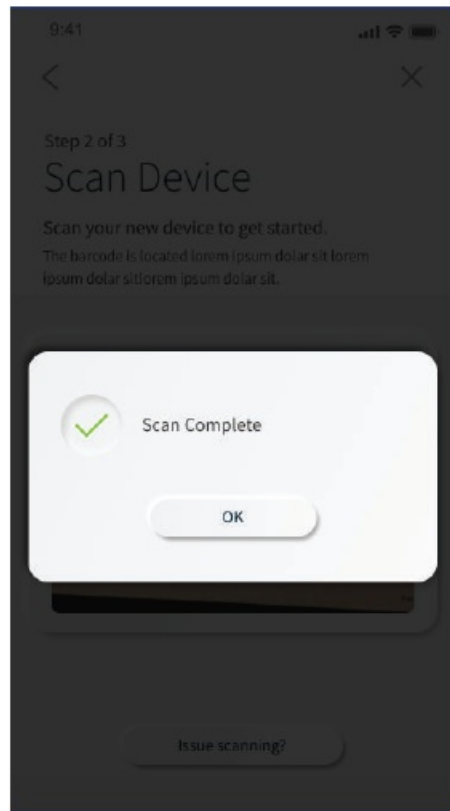 9:41
Step 2 of 3
Scan Device
Scan your new device to get started.
The barcode is located lorem ipsum dolar sit lorem
ipsum dolar sitlorem ipsum dolar sit.
Scan Complete
OK
Issue scanning?